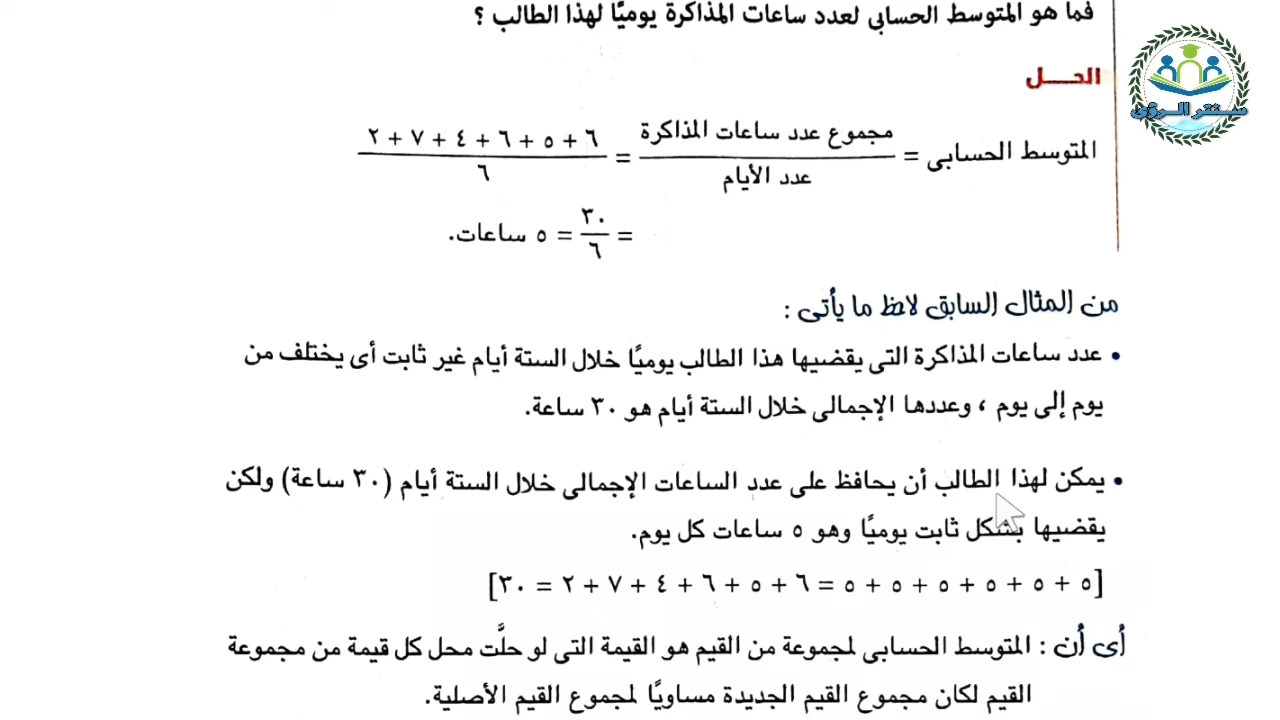 فما هو المتوسط الحسابى لعدد ساعات المذاكرة يوميًا لهذا الطالب ؟
الحـــل
المتوسط الحسابى = مجموع عدد ساعات المذاكرة / عدد الأيام = ٦ + ٥ + ٦ + ٤ + ٧ + ٢ / ٦
= ٣٠ / ٦ = ٥ ساعات.
من المثال السابق لاحظ ما يأتى :
• عدد ساعات المذاكرة التى يقضيها هذا الطالب يوميًا خلال الستة أيام غير ثابت أى يختلف من
يوم إلى يوم ، وعددها الإجمالى خلال الستة أيام هو ٣٠ ساعة.
• يمكن لهذا الطالب أن يحافظ على عدد الساعات الإجمالى خلال الستة أيام (٣٠ ساعة) ولكن
يقضيها بشكل ثابت يوميًا وهو ٥ ساعات كل يوم.
[٥ + ٥ + ٥ + ٥ + ٥ + ٥ = ٦ + ٥ + ٦ + ٤ + ٧ + ٢ = ٣٠]
أى أن : المتوسط الحسابى لمجموعة من القيم هو القيمة التى لو حلَّت محل كل قيمة من مجموعة
القيم لكان مجموع القيم الجديدة مساويًا لمجموع القيم الأصلية.
سـنتر الـرؤى